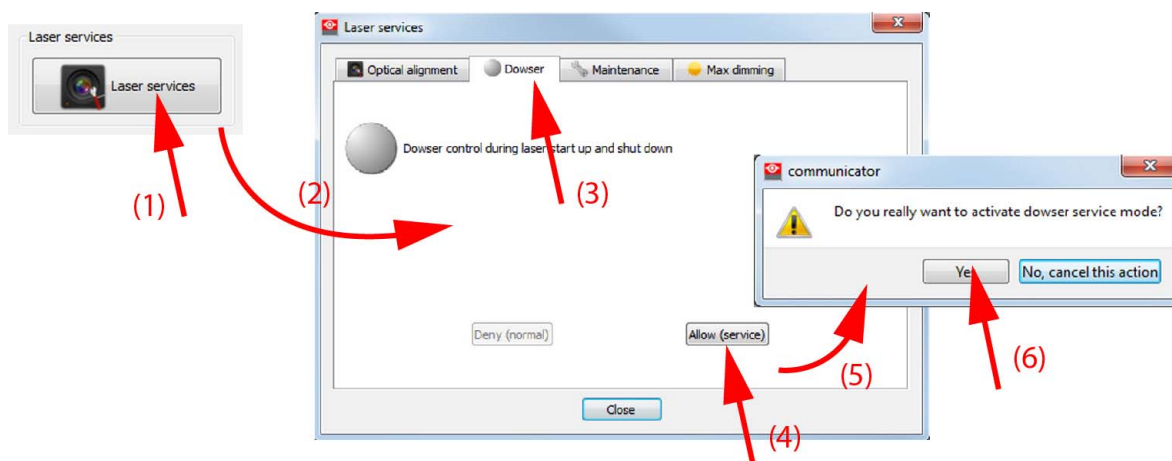 Laser services
Laser services
(1)
(2)
Laser services
Optical alignment Dowser Maintenance Max dimming
Dowser control during laser start up and shut down
(3)
Deny (normal) Allow (service)
Close
(4)
(5)
communicator
Do you really want to activate dowser service mode?
Yes No, cancel this action
(6)